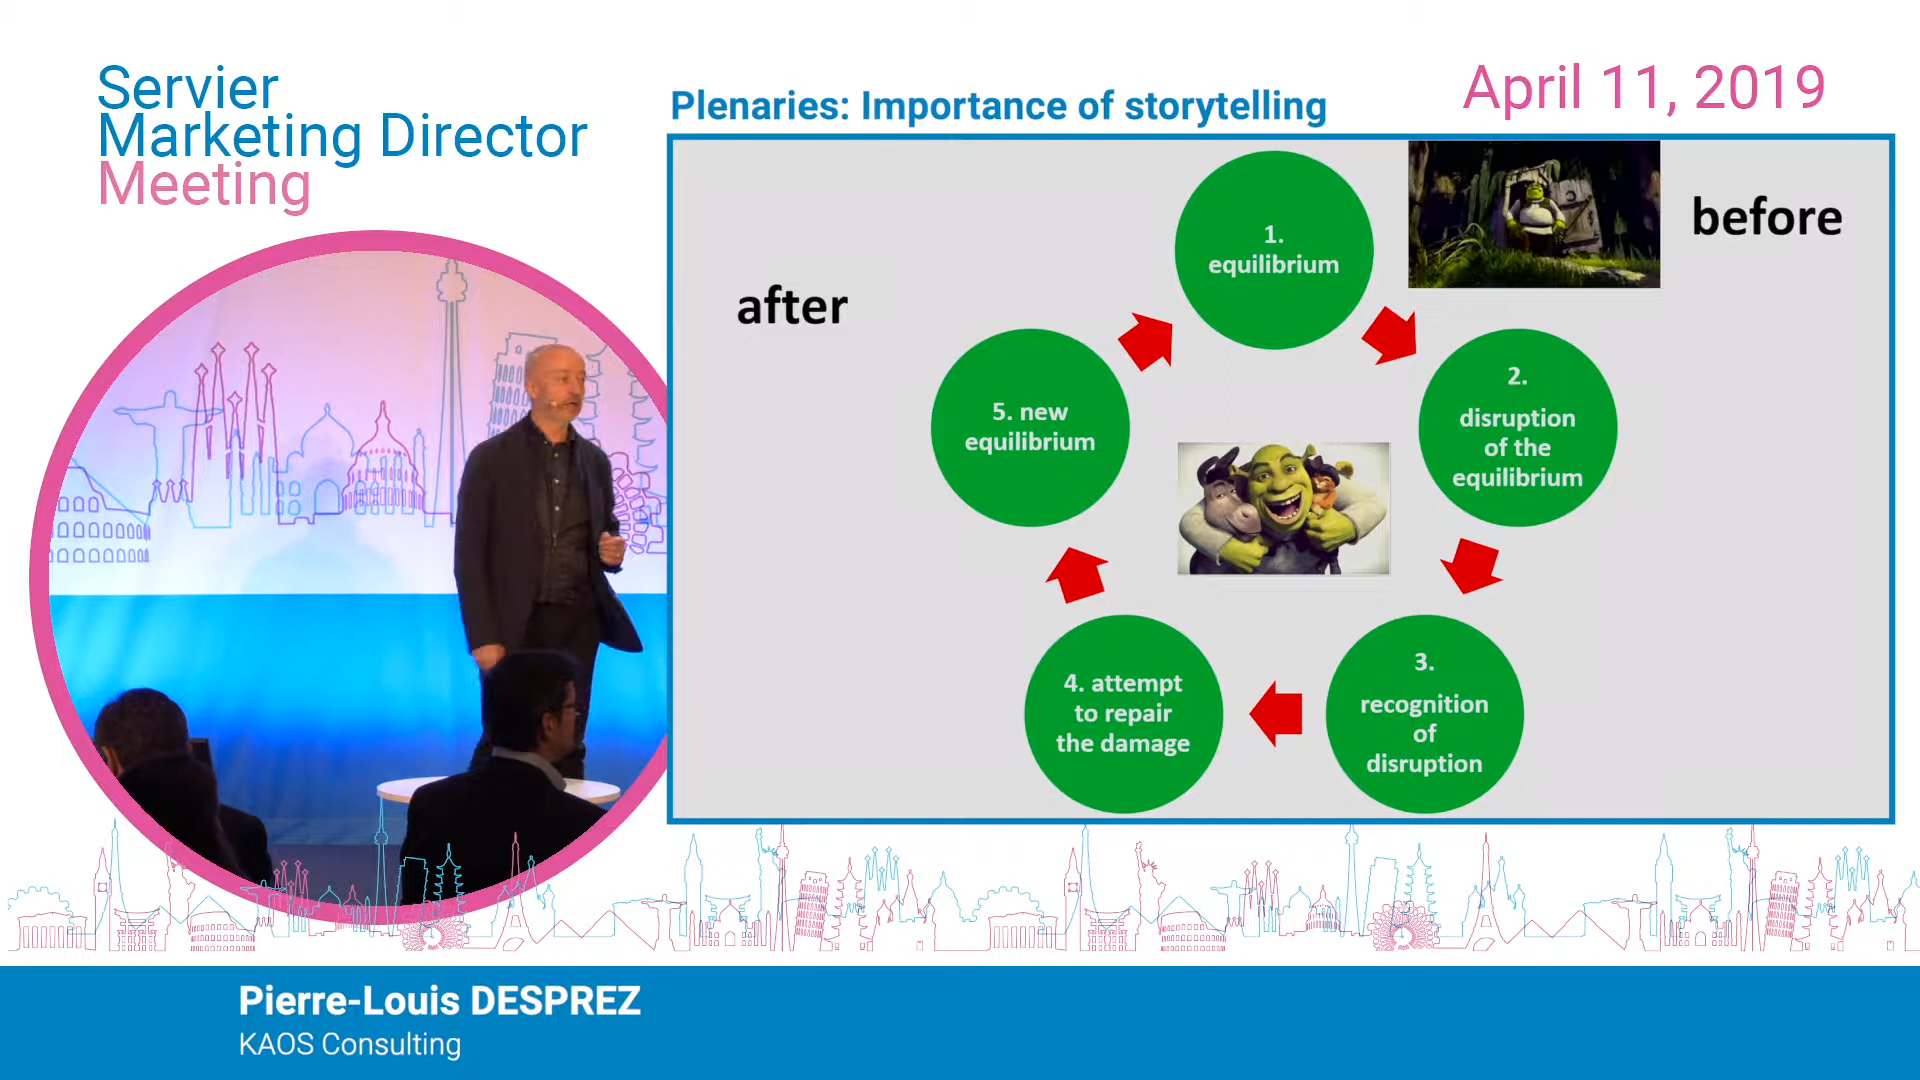 Servier
Marketing Director
Meeting
Plenaries: Importance of storytelling
April 11, 2019
before
after
1.
equilibrium
2.
disruption
of the
equilibrium
3.
recognition
of
disruption
4. attempt
to repair
the damage
5. new
equilibrium
Pierre-Louis DESPREZ
KAOS Consulting